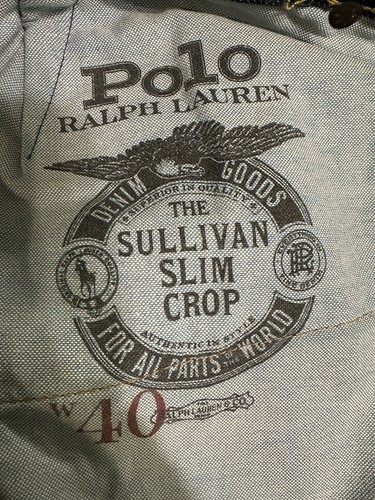 Polo
RALPH LAUREN
DENIM GOODS
SUPERIOR IN QUALITY
THE
SULLIVAN
SLIM
CROP
AUTHENTIC IN STYLE
FOR ALL PARTS OF THE WORLD
W 40
RALPH LAUREN & CO.